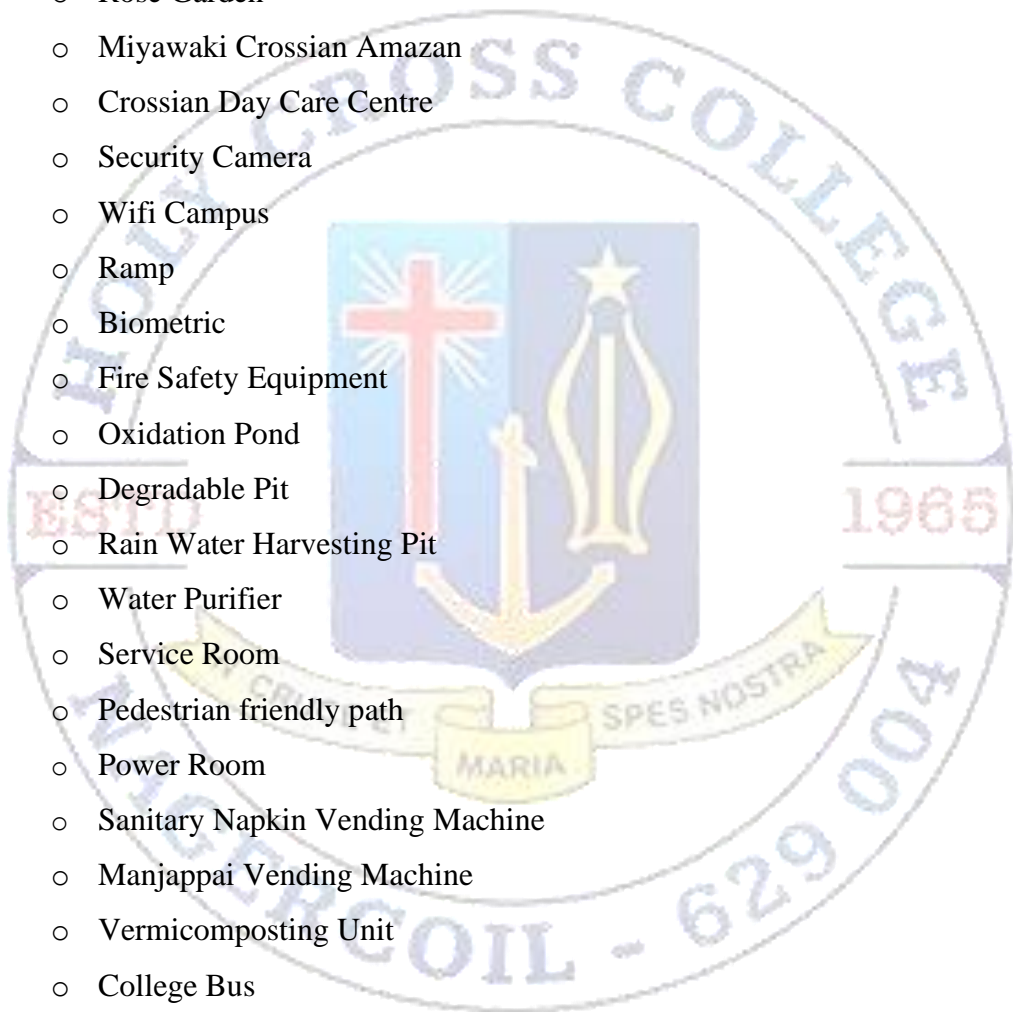 o Rose Garden
o Miyawaki Crossian Amazan
o Crossian Day Care Centre
o Security Camera
o Wifi Campus
o Ramp
o Biometric
o Fire Safety Equipment
o Oxidation Pond
o Degradable Pit
o Rain Water Harvesting Pit
o Water Purifier
o Service Room
o Pedestrian friendly path
o Power Room
o Sanitary Napkin Vending Machine
o Manjappai Vending Machine
o Vermicomposting Unit
o College Bus
HOLY CROSS COLLEGE
ESTD 1965
CRUCE ET MARIA SPES NOSTRA
NAGERCOIL - 629 004